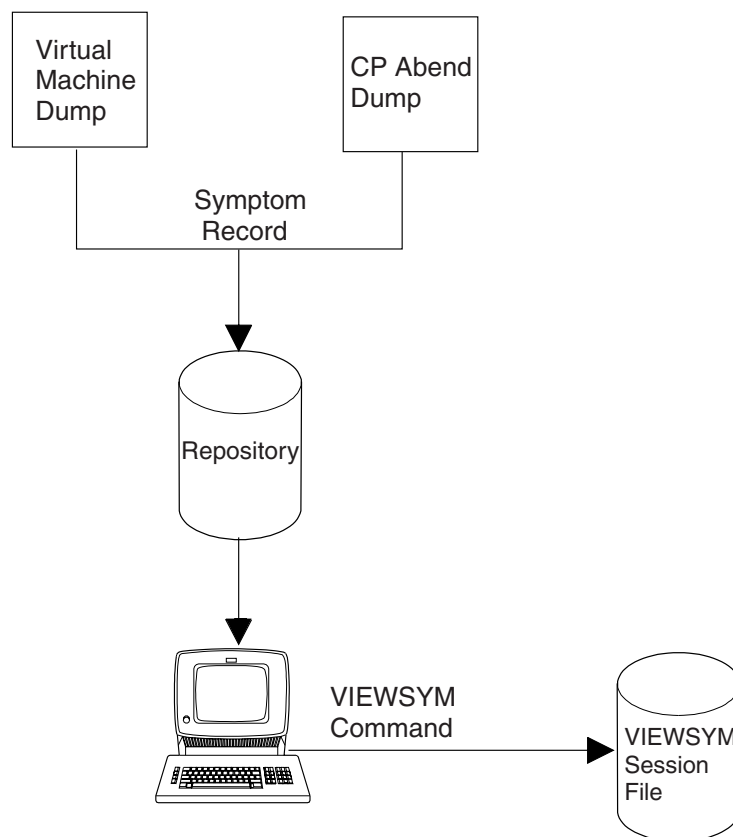 Virtual
Machine
Dump
CP Abend
Dump
Symptom
Record
Repository
VIEWSYM
Command
VIEWSYM
Session
File